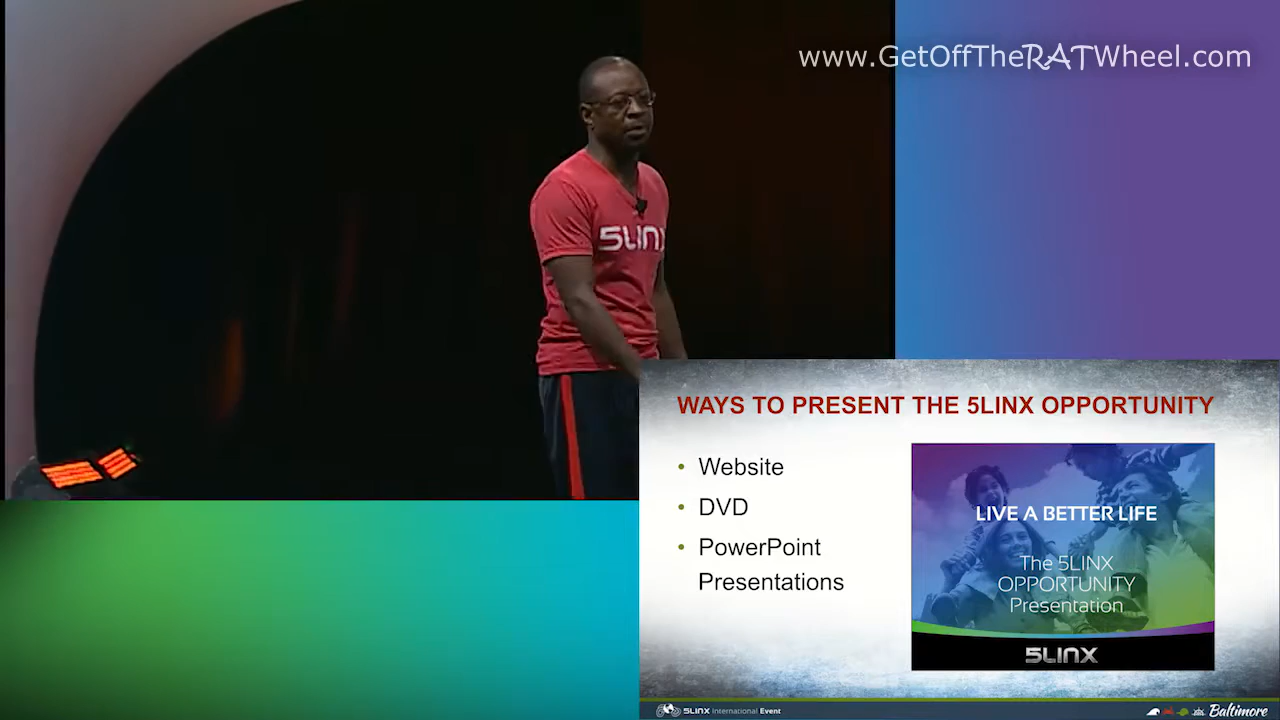 www.GetOffTheRATWheel.com
5LINX
WAYS TO PRESENT THE 5LINX OPPORTUNITY
• Website
• DVD
• PowerPoint
Presentations
LIVE A BETTER LIFE
The 5LINX
OPPORTUNITY
Presentation
5LINX
5LINX International Event
Baltimore